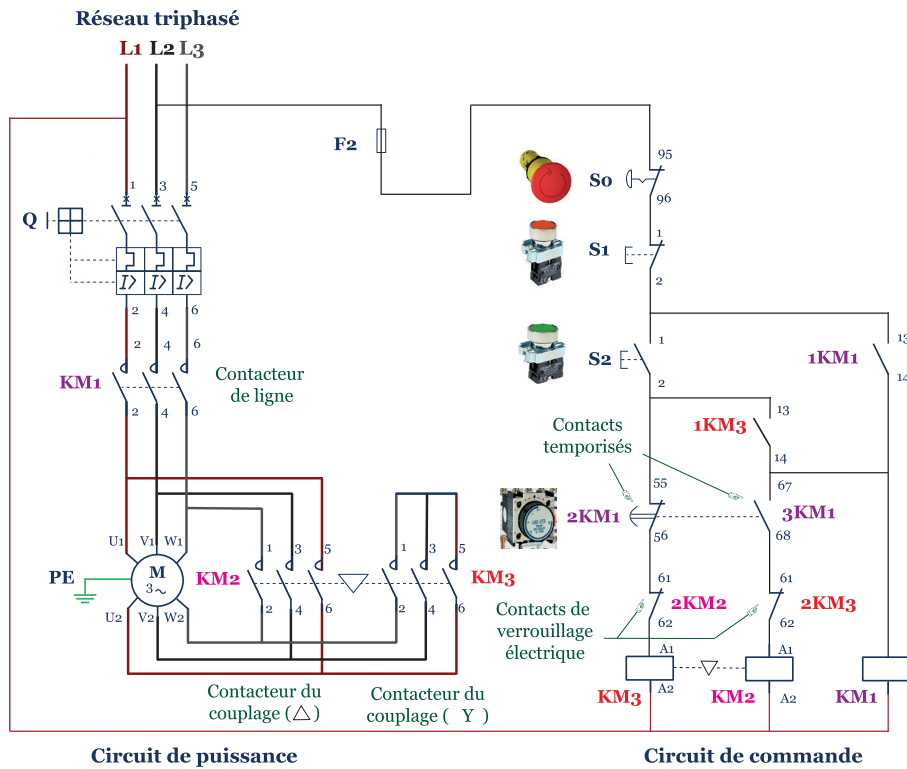 Réseau triphasé
L1 L2 L3
F2
S0
95
96
1 3 5
Q
I> I> I>
2 4 6
S1
1
2
2 4 6
KM1
2 4 6
Contacteur
de ligne
S2
1
2
1KM1
13
14
1KM3
13
14
Contacts
temporisés
55
2KM1
56
67
3KM1
68
U1 V1 W1
PE
M
3~
U2 V2 W2
KM2
1 3 5
2 4 6
1 3 5
KM3
2 4 6
61
2KM2
62
61
2KM3
62
Contacts de
verrouillage
électrique
A1
KM3
A2
A1
KM2
A2
KM1
Contacteur du
couplage (△)
Contacteur du
couplage ( Y )
Circuit de puissance
Circuit de commande